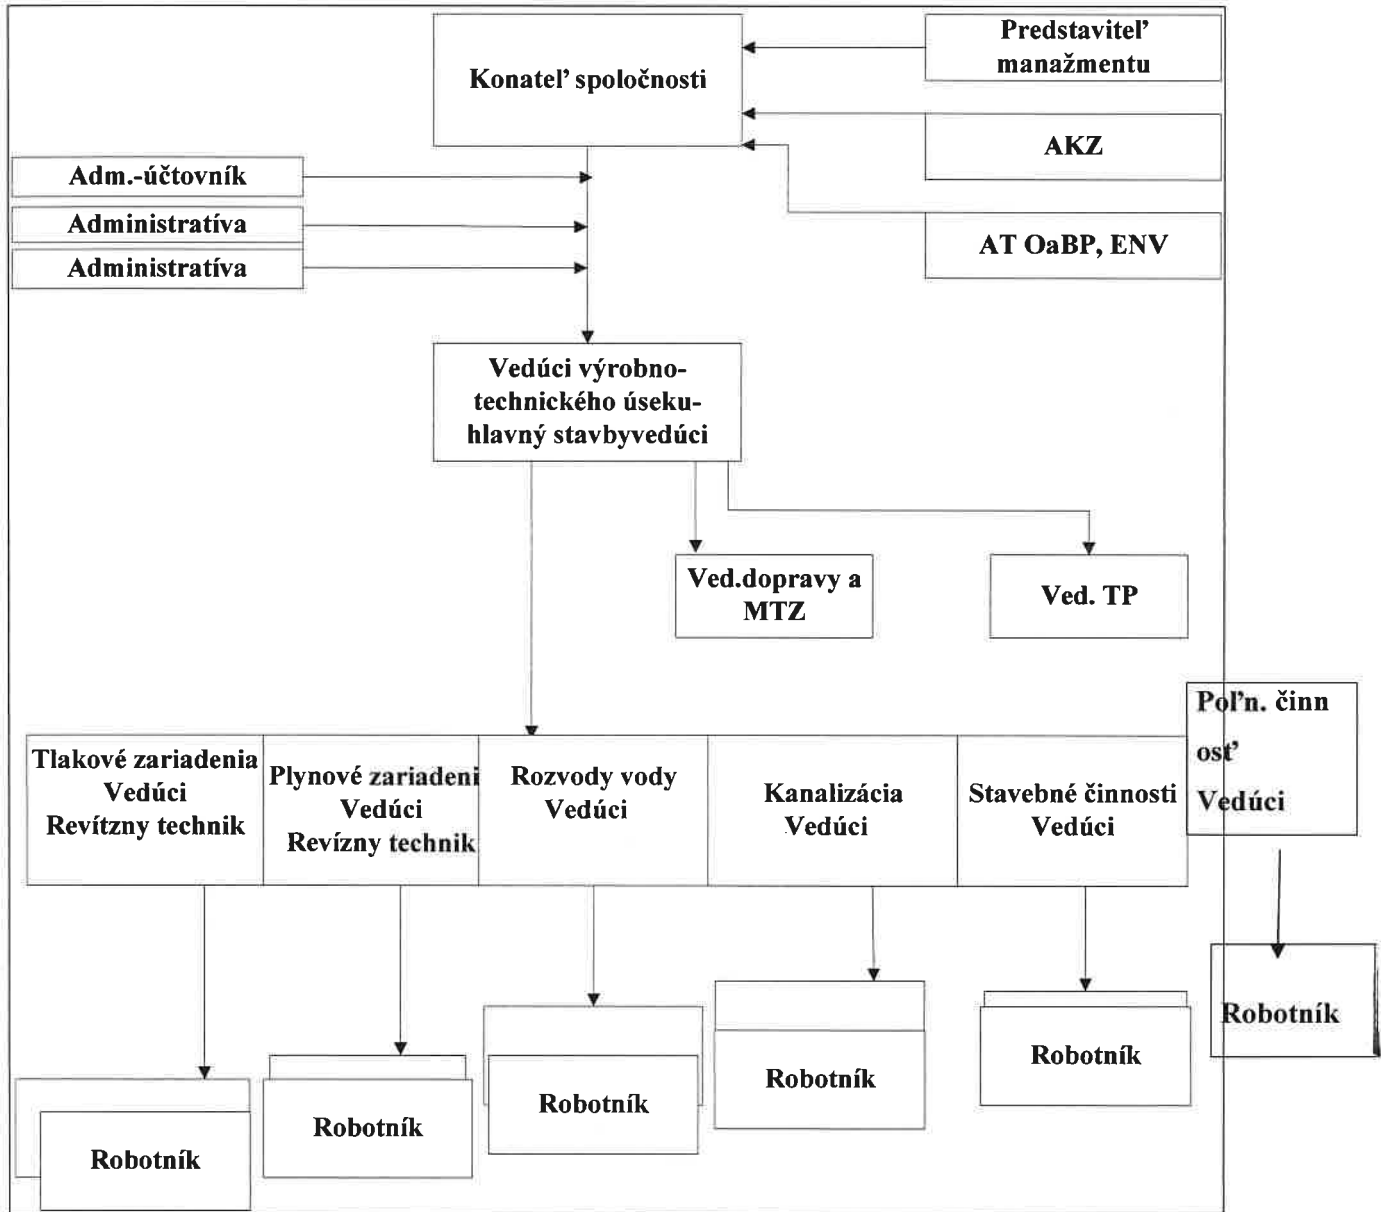 Predstaviteľ
manažmentu
Konateľ spoločnosti
AKZ
Adm.-účtovník
Administratíva
AT OaBP, ENV
Administratíva
Vedúci výrobno-
technického úseku-
hlavný stavbyvedúci
Ved.dopravy a
MTZ
Ved. TP
Poľn. činn
osť
Vedúci
Tlakové zariadenia
Vedúci
Revítzny technik
Plynové zariadeni
Vedúci
Revízny technik
Rozvody vody
Vedúci
Kanalizácia
Vedúci
Stavebné činnosti
Vedúci
Robotník
Robotník
Robotník
Robotník
Robotník
Robotník